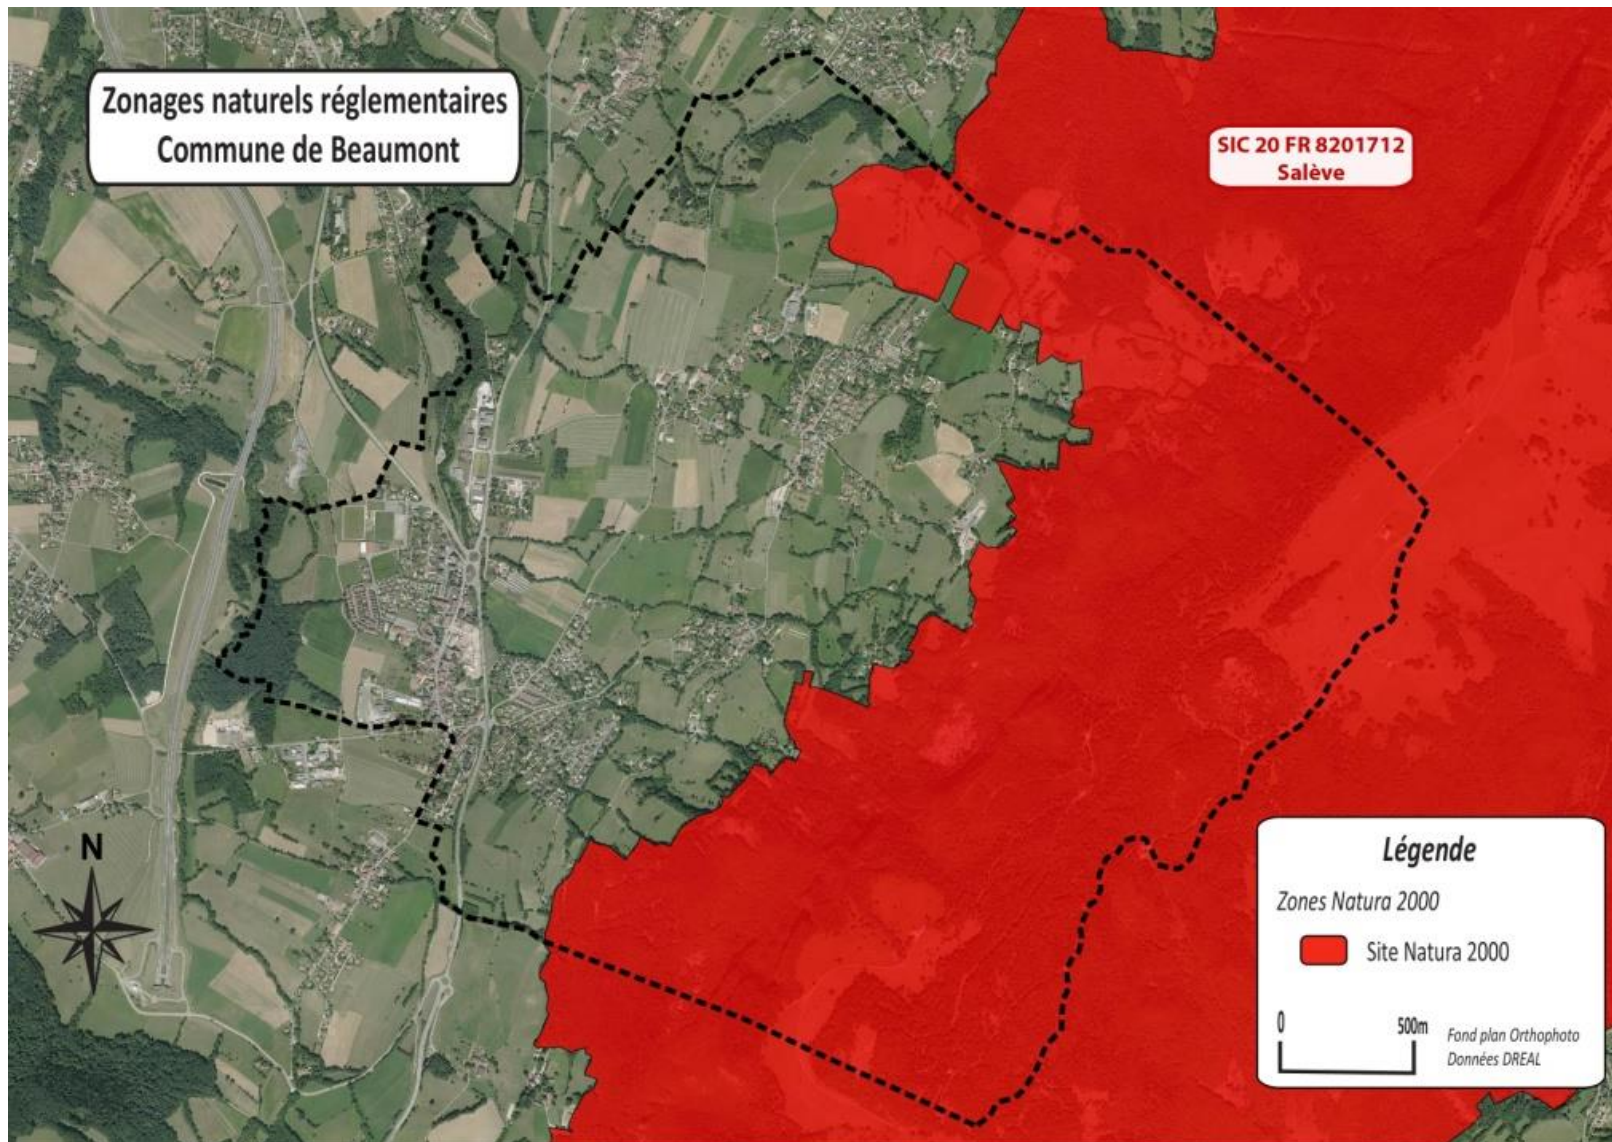 Zonages naturels réglementaires
Commune de Beaumont
SIC 20 FR 8201712
Salève
N
Légende
Zones Natura 2000
Site Natura 2000
0 500m
Fond plan Orthophoto
Données DREAL